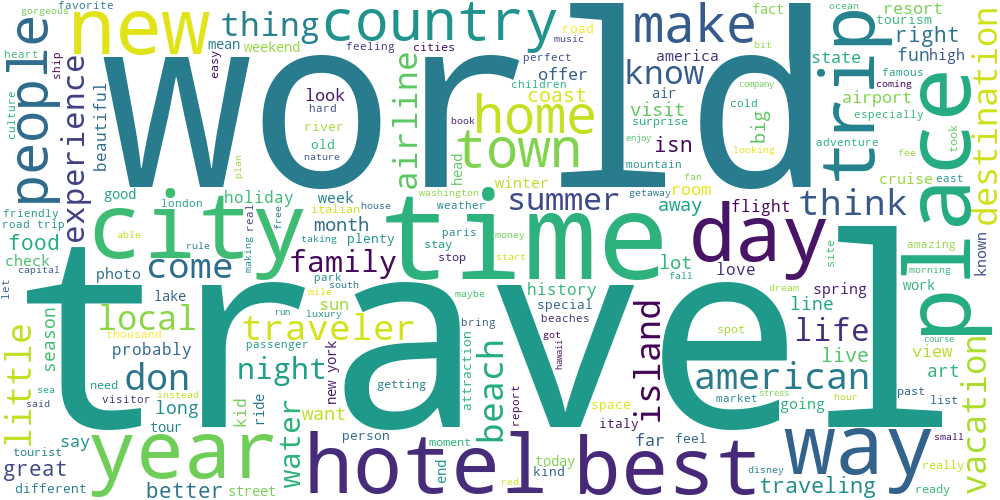 gorgeous
favorite
new
thing
country
mean
weekend
feeling
cities
road
music
make
fact
ocean
resort
tourism
state
right
people
heart
culture
ship
experience
beautiful
easy
world
look
hard
river
old
nature
airline
perfect
offer
children
coast
home
town
book
head
know
america
air
visit
surprise
isn
mountain
bit
company
cold
big
enjoy
looking
trip
famous
fun
high
coming
airport
especially
adventure
took
fee
place
destination
plan
good
london
holiday
week
washington
winter
fan
room
getaway
cruise
east
friendly
road trip
food
check
capital
able
rule
city
real
free
making
italian
house
month
plenty
taking
weather
time
paris
stay
stop
money
start
summer
away
flight
day
think
known
site
amazing
morning
work
let
photo
come
family
park
south
lake
mile
sun
history
special
lot
fall
love
dream
spring
line
season
local
thousand
run
luxury
traveler
maybe
beaches
bring
island
spot
life
live
view
course
art
vacation
little
probably
don
travel
passenger
night
new york
got
hawaii
attraction
beach
getting
american
stress
hour
past
list
sea
said
need
visitor
instead
long
tour
kid
ride
want
water
report
space
italy
market
going
small
tourist
say
year
person
moment
end
today
far
feel
way
really
great
different
better
street
hotel
red
kind
best
disney
traveling
ready